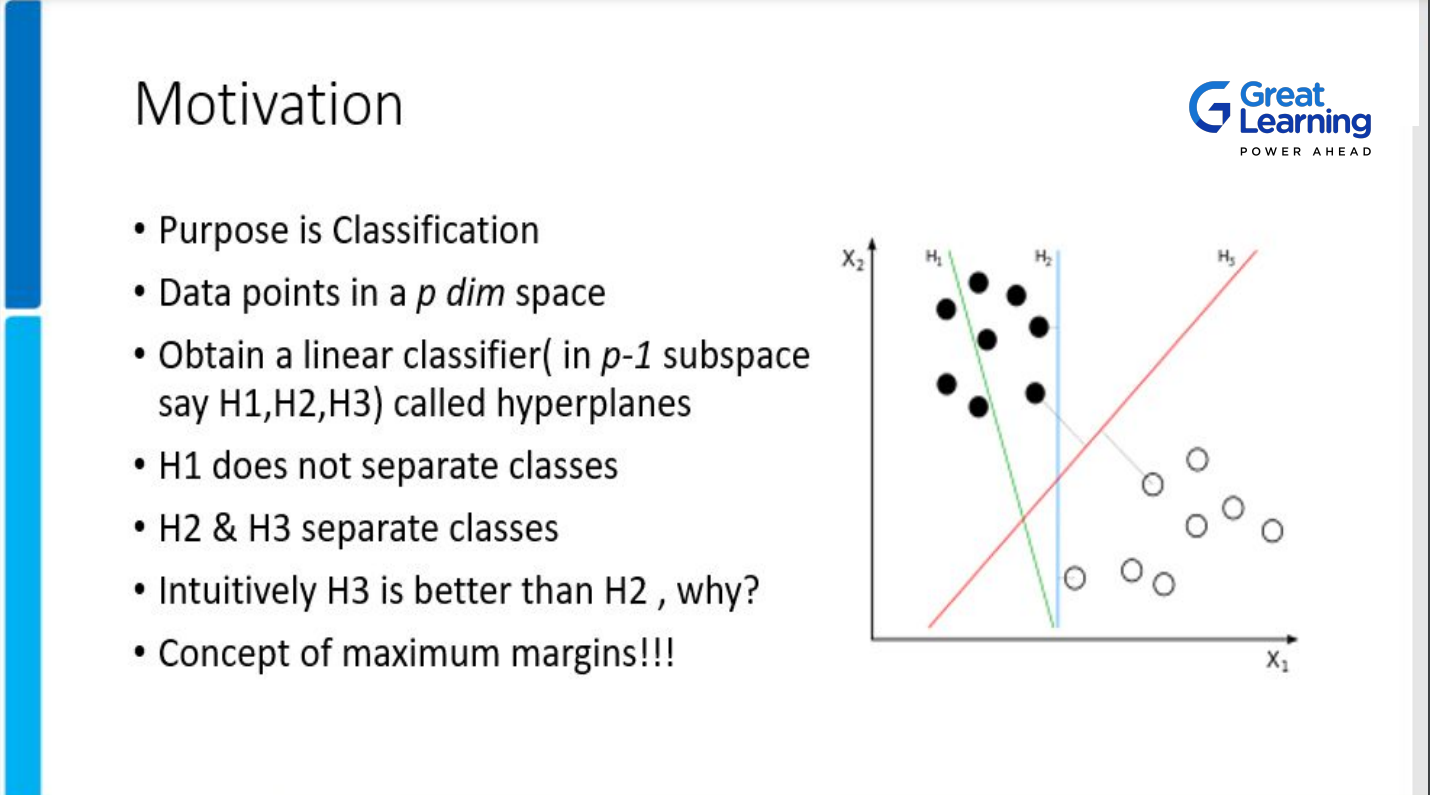 Motivation
Great
Learning
POWER AHEAD
• Purpose is Classification
• Data points in a p dim space
• Obtain a linear classifier( in p-1 subspace
say H1,H2,H3) called hyperplanes
• H1 does not separate classes
• H2 & H3 separate classes
• Intuitively H3 is better than H2 , why?
• Concept of maximum margins!!!
X₂
H₁
H₂
H₃
X₁